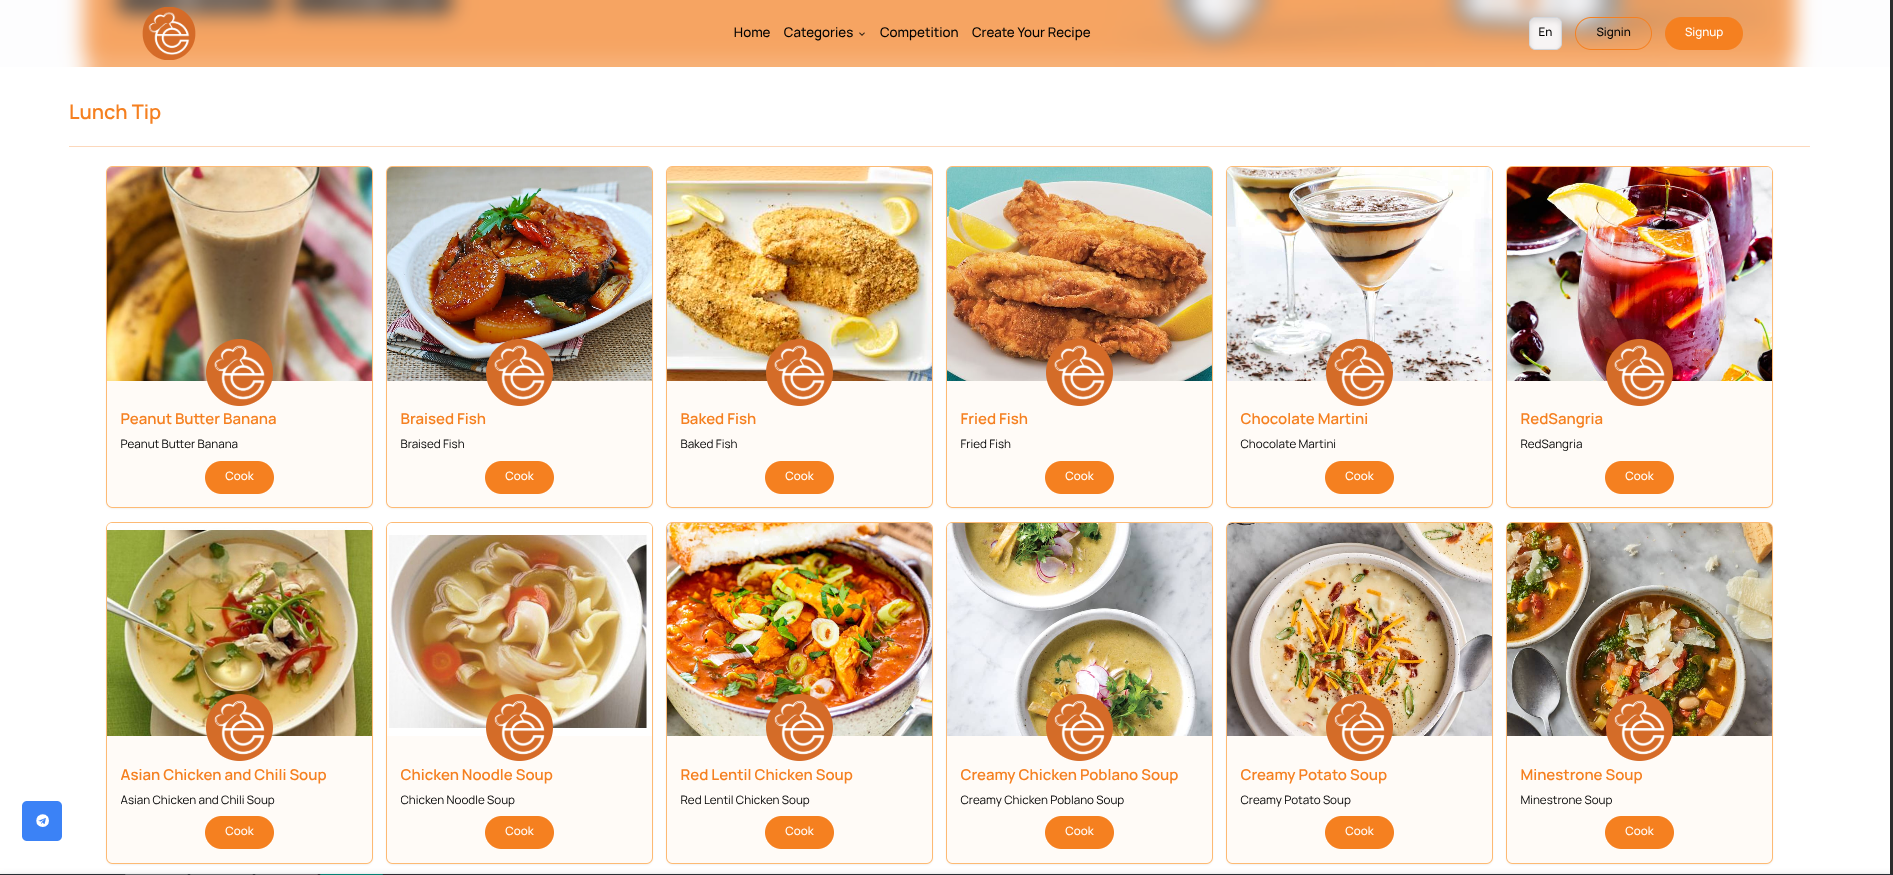 Home Categories Competition Create Your Recipe En Signin Signup
Lunch Tip
Peanut Butter Banana
Peanut Butter Banana
Cook
Braised Fish
Braised Fish
Cook
Baked Fish
Baked Fish
Cook
Fried Fish
Fried Fish
Cook
Chocolate Martini
Chocolate Martini
Cook
RedSangria
RedSangria
Cook
Asian Chicken and Chili Soup
Asian Chicken and Chili Soup
Cook
Chicken Noodle Soup
Chicken Noodle Soup
Cook
Red Lentil Chicken Soup
Red Lentil Chicken Soup
Cook
Creamy Chicken Poblano Soup
Creamy Chicken Poblano Soup
Cook
Creamy Potato Soup
Creamy Potato Soup
Cook
Minestrone Soup
Minestrone Soup
Cook